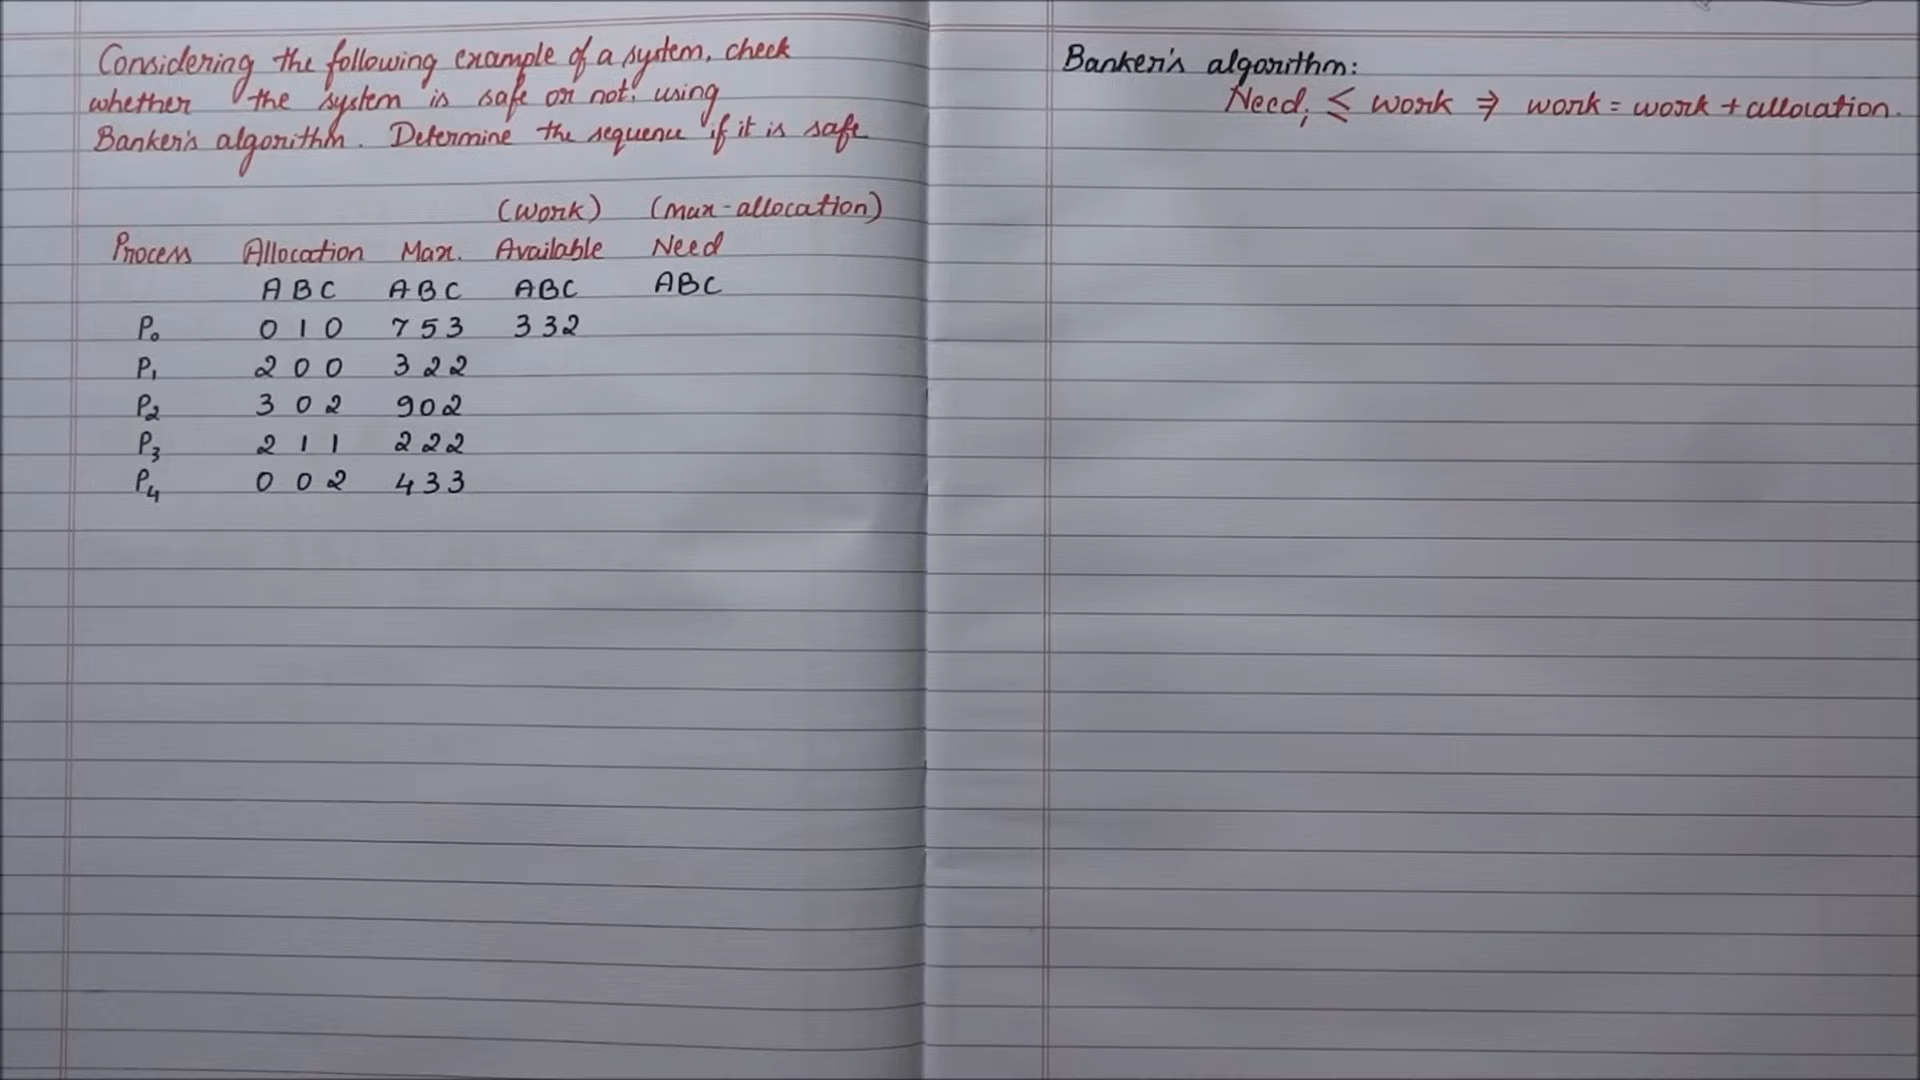 Considering the following example of a system, check
whether the system is safe or not using
Banker's algorithm. Determine the sequence if it is safe
(work) (max-allocation)
Process Allocation Max. Available Need
A B C A B C A B C A B C
P0 0 1 0 7 5 3 3 3 2
P1 2 0 0 3 2 2
P2 3 0 2 9 0 2
P3 2 1 1 2 2 2
P4 0 0 2 4 3 3
Banker's algorithm:
Needi ≤ work ⇒ work = work + allocation.